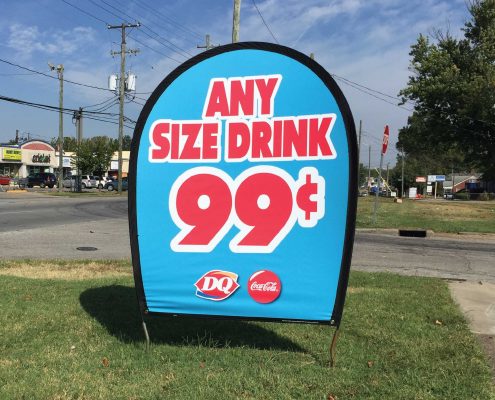 ANY
SIZE DRINK
99¢
DQ
Coca-Cola